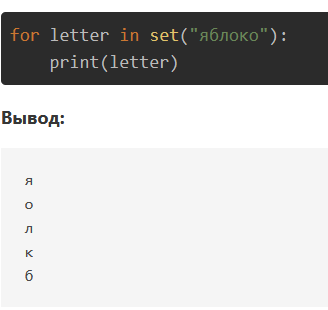 for letter in set("яблоко"):
    print(letter)
Вывод:
я
о
л
к
б